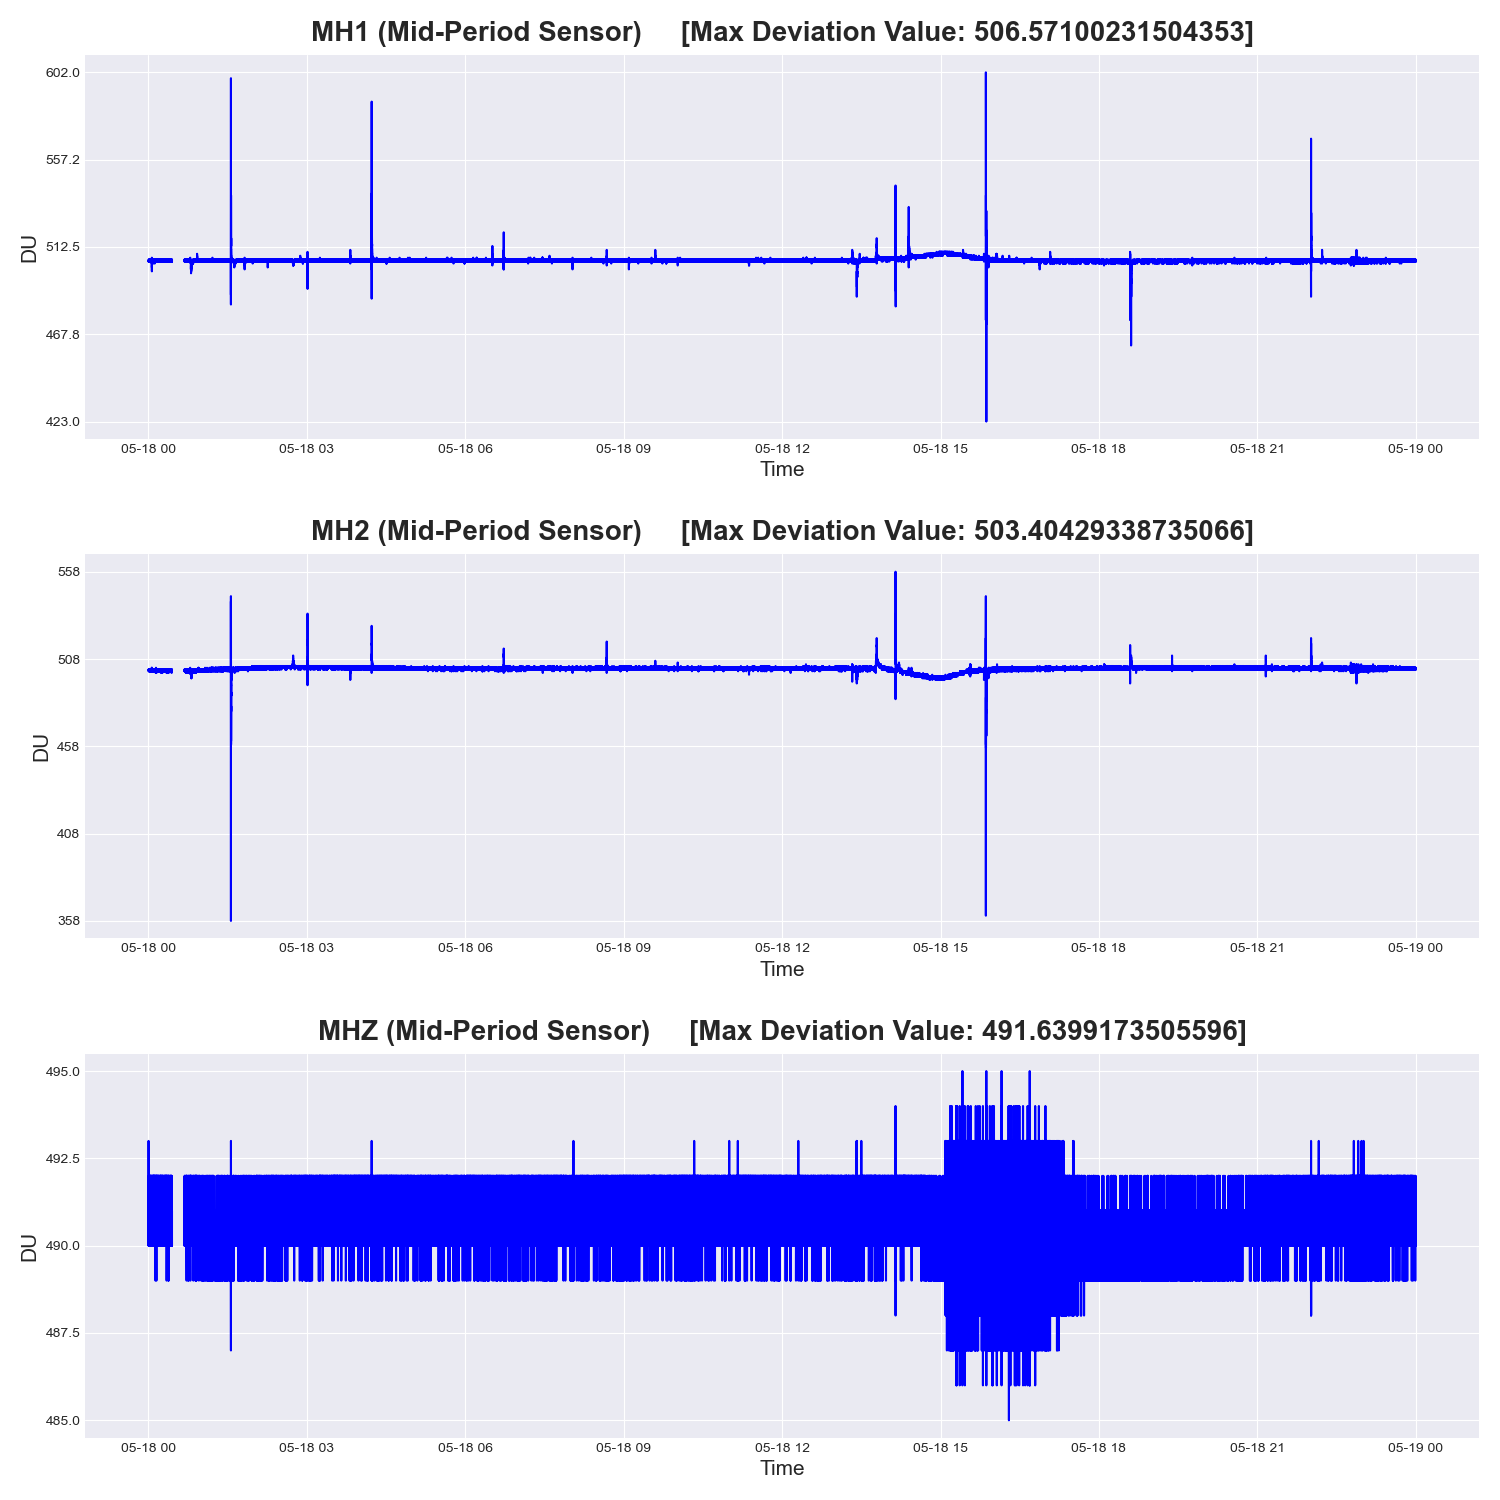 MH1 (Mid-Period Sensor) [Max Deviation Value: 506.57100231504353]
602.0
557.2
512.5
467.8
423.0
DU
05-18 00 05-18 03 05-18 06 05-18 09 05-18 12 05-18 15 05-18 18 05-18 21 05-19 00
Time
MH2 (Mid-Period Sensor) [Max Deviation Value: 503.40429338735066]
558
508
458
408
358
DU
05-18 00 05-18 03 05-18 06 05-18 09 05-18 12 05-18 15 05-18 18 05-18 21 05-19 00
Time
MHZ (Mid-Period Sensor) [Max Deviation Value: 491.6399173505596]
495.0
492.5
490.0
487.5
485.0
DU
05-18 00 05-18 03 05-18 06 05-18 09 05-18 12 05-18 15 05-18 18 05-18 21 05-19 00
Time